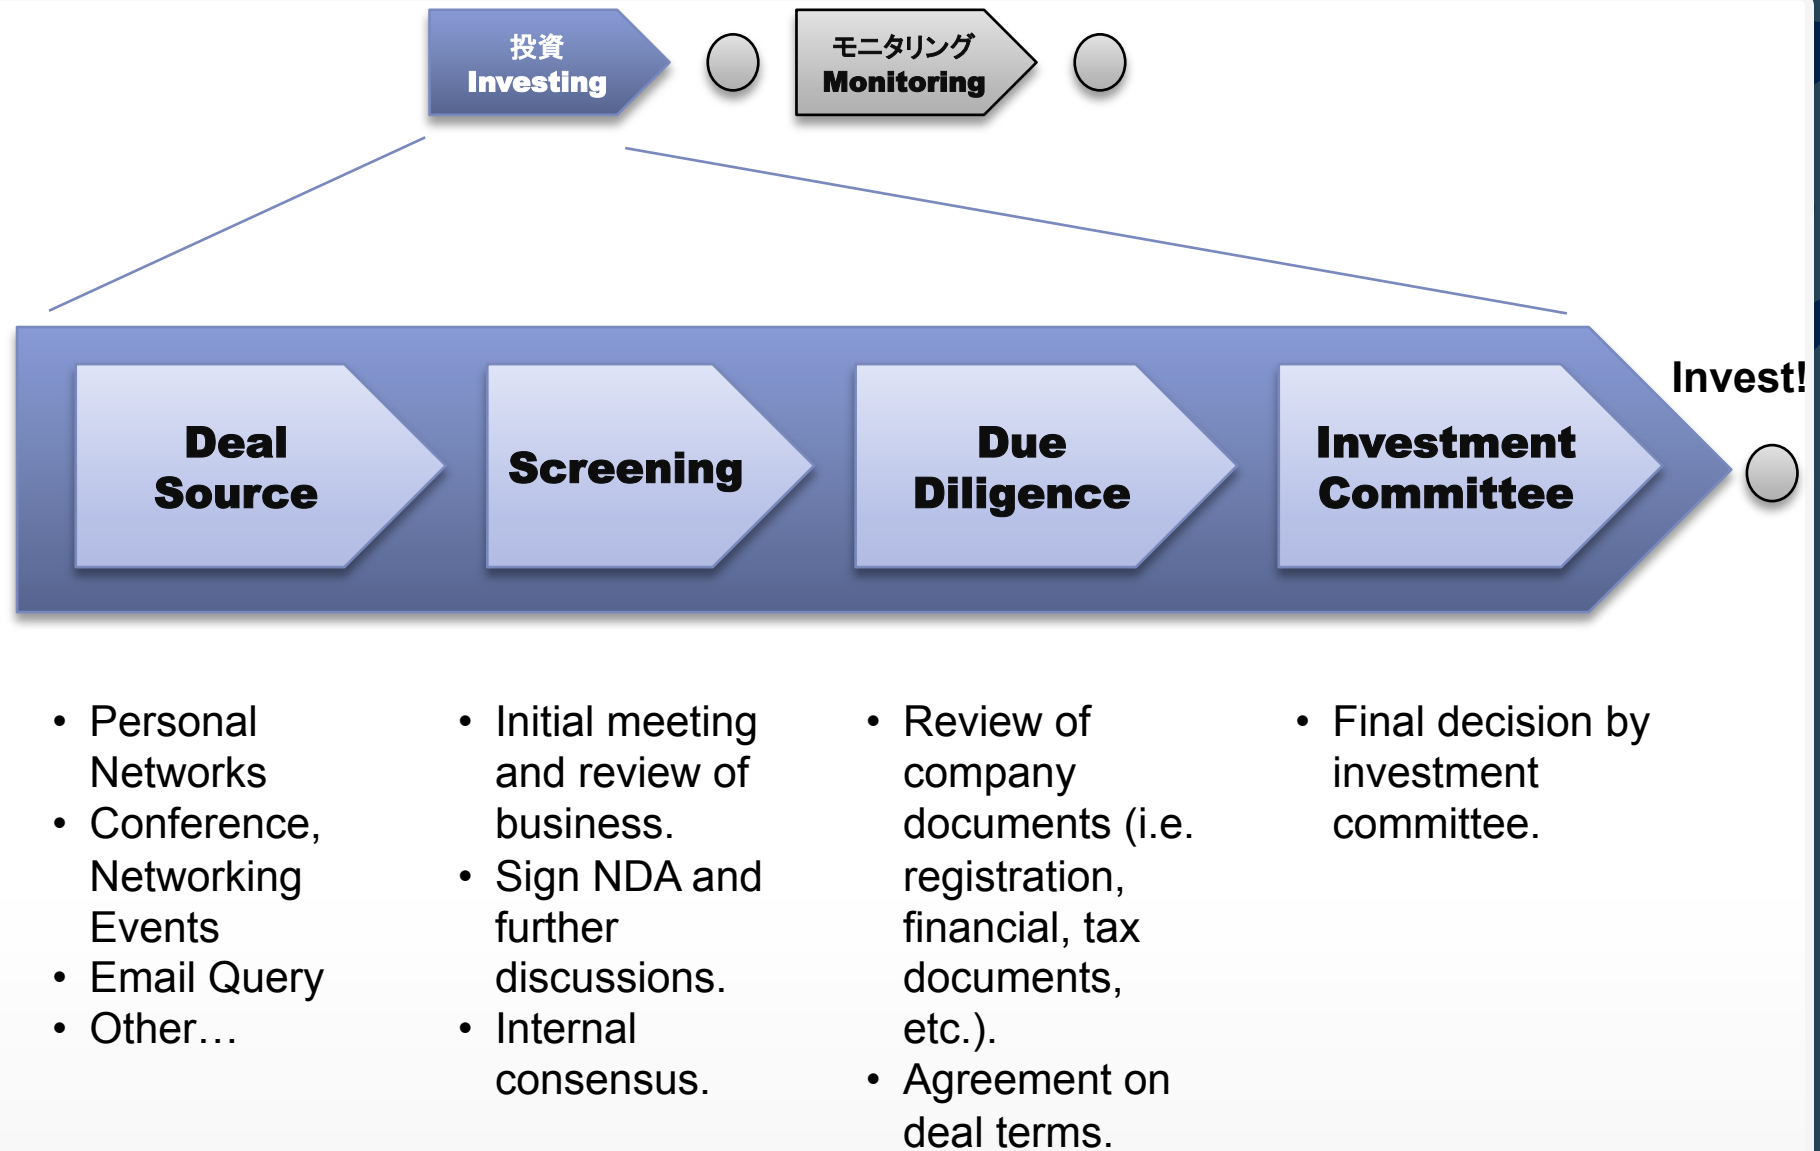 投資
Investing
モニタリング
Monitoring
Invest!
Deal
Source
Screening
Due
Diligence
Investment
Committee
• Personal
Networks
• Conference,
Networking
Events
• Email Query
• Other…
• Initial meeting
and review of
business.
• Sign NDA and
further
discussions.
• Internal
consensus.
• Review of
company
documents (i.e.
registration,
financial, tax
documents,
etc.).
• Agreement on
deal terms.
• Final decision by
investment
committee.